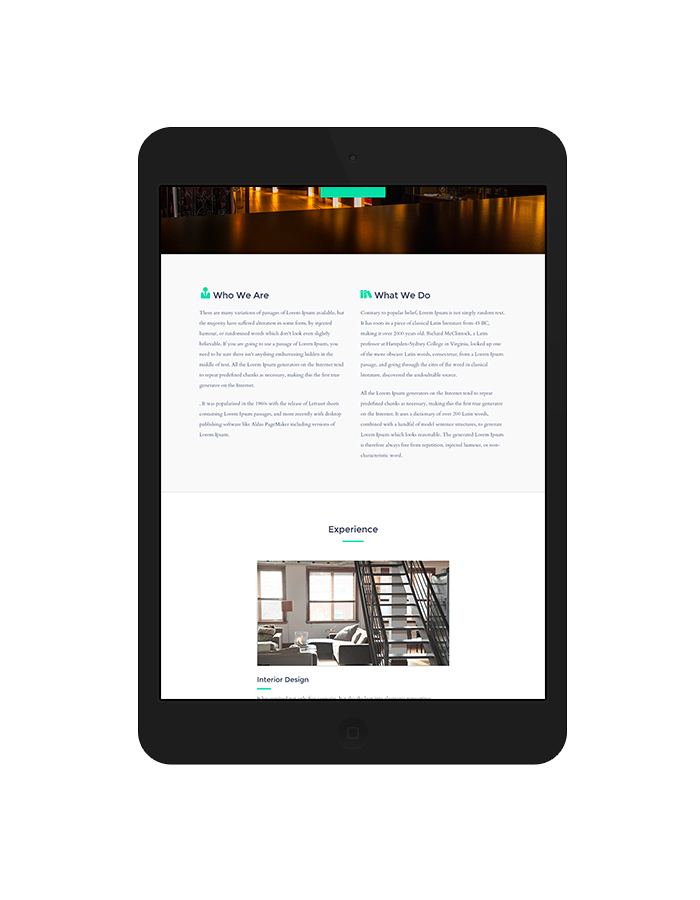 Who We Are
There are many variations of passages of Lorem Ipsum available, but
the majority have suffered alteration in some form, by injected
humour, or randomised words which don't look even slightly
believable. If you are going to use a passage of Lorem Ipsum, you
need to be sure there isn't anything embarrassing hidden in the
middle of text. All the Lorem Ipsum generators on the Internet tend
to repeat predefined chunks as necessary, making this the first true
generator on the Internet.
. It was popularised in the 1960s with the release of Letraset sheets
containing Lorem Ipsum passages, and more recently with desktop
publishing software like Aldus PageMaker including versions of
Lorem Ipsum.
What We Do
Contrary to popular belief, Lorem Ipsum is not simply random text.
It has roots in a piece of classical Latin literature from 45 BC,
making it over 2000 years old. Richard McClintock, a Latin
professor at Hampden-Sydney College in Virginia, looked up one
of the more obscure Latin words, consectetur, from a Lorem Ipsum
passage, and going through the cites of the word in classical
literature, discovered the undoubtable source.
All the Lorem Ipsum generators on the Internet tend to repeat
predefined chunks as necessary, making this the first true generator
on the Internet. It uses a dictionary of over 200 Latin words,
combined with a handful of model sentence structures, to generate
Lorem Ipsum which looks reasonable. The generated Lorem Ipsum
is therefore always free from repetition, injected humour, or non-
characteristic word.
Experience
Interior Design